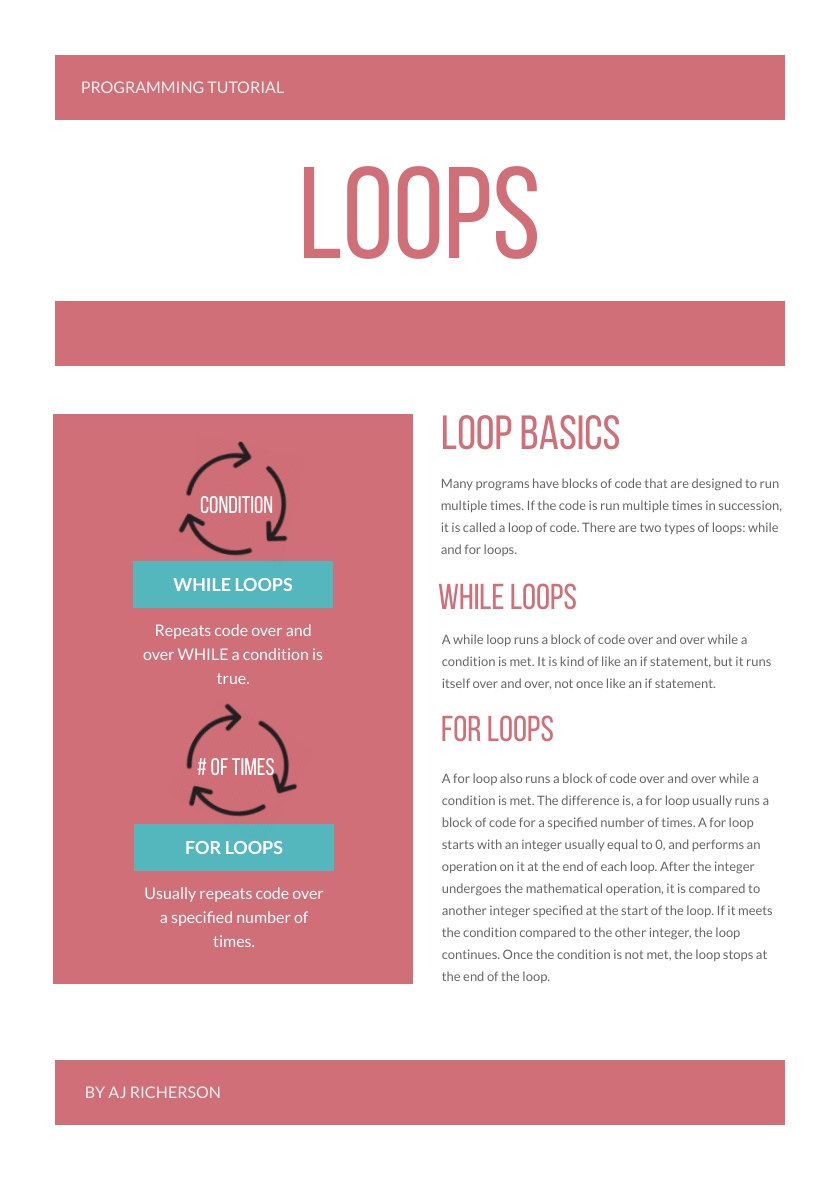 PROGRAMMING TUTORIAL
LOOPS
CONDITION
WHILE LOOPS
Repeats code over and
over WHILE a condition is
true.
# OF TIMES
FOR LOOPS
Usually repeats code over
a specified number of
times.
LOOP BASICS
Many programs have blocks of code that are designed to run
multiple times. If the code is run multiple times in succession,
it is called a loop of code. There are two types of loops: while
and for loops.
WHILE LOOPS
A while loop runs a block of code over and over while a
condition is met. It is kind of like an if statement, but it runs
itself over and over, not once like an if statement.
FOR LOOPS
A for loop also runs a block of code over and over while a
condition is met. The difference is, a for loop usually runs a
block of code for a specified number of times. A for loop
starts with an integer usually equal to 0, and performs an
operation on it at the end of each loop. After the integer
undergoes the mathematical operation, it is compared to
another integer specified at the start of the loop. If it meets
the condition compared to the other integer, the loop
continues. Once the condition is not met, the loop stops at
the end of the loop.
BY AJ RICHERSON